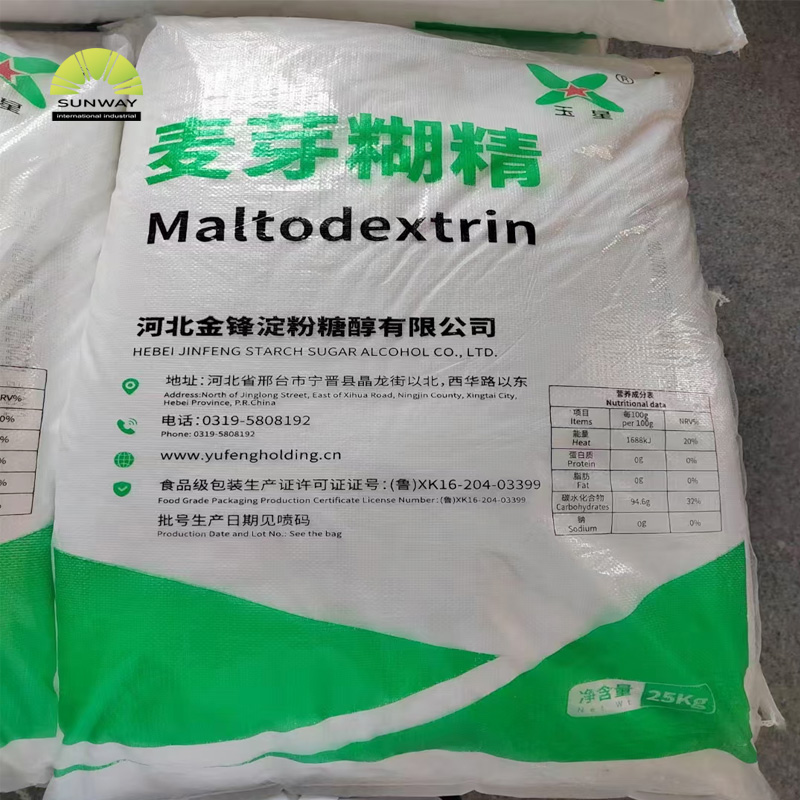 SUNWAY
international industrial
星
玉星
®
麦芽糊精
Maltodextrin
河北金锋淀粉糖醇有限公司
HEBEI JINFENG STARCH SUGAR ALCOHOL CO., LTD.
地址:河北省邢台市宁晋县晶龙街以北,西华路以东
Address:North of Jinglong Street, East of Xihua Road, Ningjin County, Xingtai City,
Hebei Province, P.R.China
电话:0319-5808192
Phone: 0319-5808192
www.yufengholding.cn
食品级包装生产许可证证号:(鲁)XK16-204-03399
Food Grade Packaging Production Certificate License Number:(鲁)XK16-204-03399
批号生产日期见喷码
Production Date and Lot No.: See the bag
营养成分表
Nutritional data
项目 每100g NRV%
Items per 100g
能量 1688kJ 20%
Heat
蛋白质 0g 0%
Protein
脂肪 0g 0%
Fat
碳水化合物 94.6g 32%
Carbohydrates
钠 0g 0%
Sodium
净含量 25Kg
Net Wt